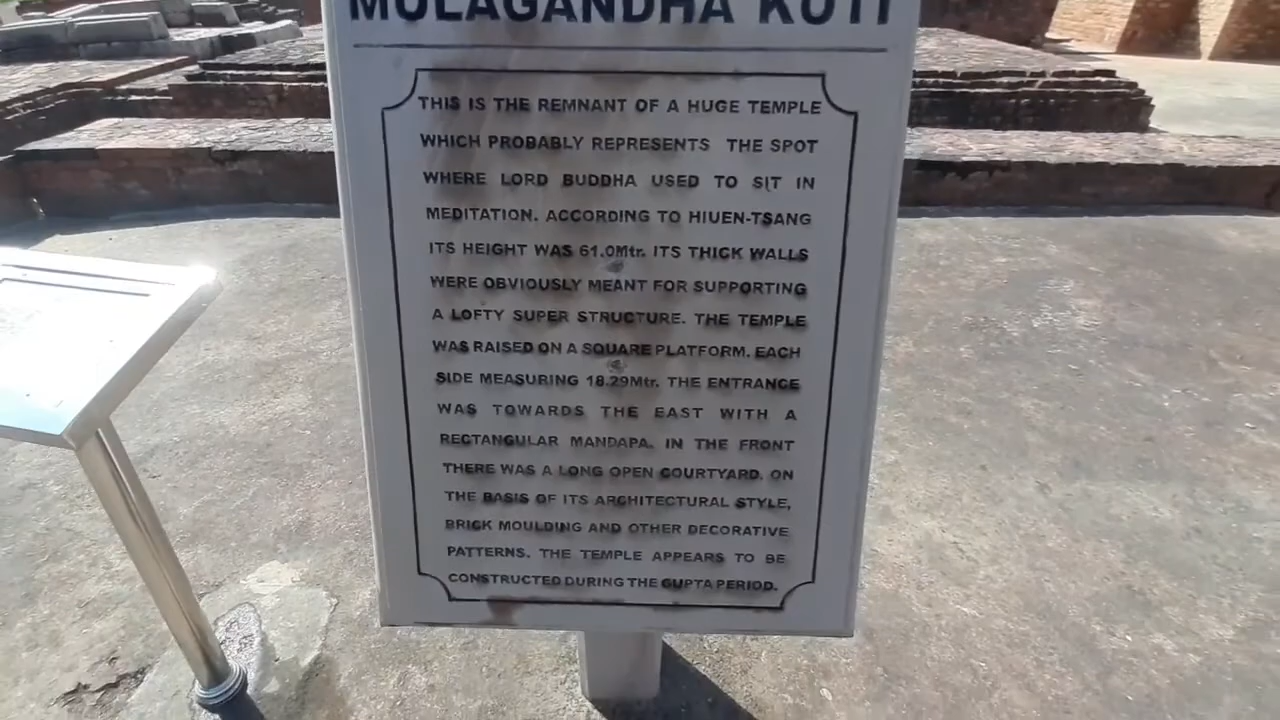 MULAGANDHA KUTI
THIS IS THE REMNANT OF A HUGE TEMPLE
WHICH PROBABLY REPRESENTS THE SPOT
WHERE LORD BUDDHA USED TO SIT IN
MEDITATION. ACCORDING TO HIUEN-TSANG
ITS HEIGHT WAS 61.0Mtr. ITS THICK WALLS
WERE OBVIOUSLY MEANT FOR SUPPORTING
A LOFTY SUPER STRUCTURE. THE TEMPLE
WAS RAISED ON A SQUARE PLATFORM. EACH
SIDE MEASURING 18.29Mtr. THE ENTRANCE
WAS TOWARDS THE EAST WITH A
RECTANGULAR MANDAPA. IN THE FRONT
THERE WAS A LONG OPEN COURTYARD. ON
THE BASIS OF ITS ARCHITECTURAL STYLE,
BRICK MOULDING AND OTHER DECORATIVE
PATTERNS. THE TEMPLE APPEARS TO BE
CONSTRUCTED DURING THE GUPTA PERIOD.